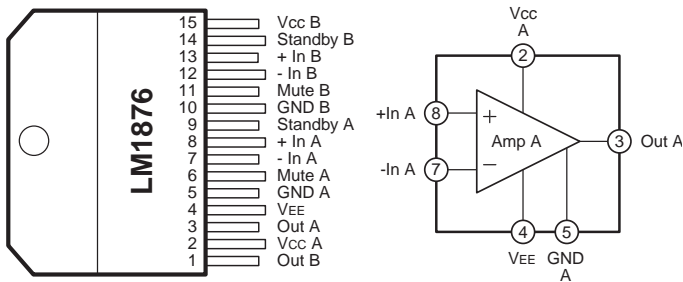 LM1876
15 Vcc B
14 Standby B
13 + In B
12 - In B
11 Mute B
10 GND B
9 Standby A
8 + In A
7 - In A
6 Mute A
5 GND A
4 VEE
3 Out A
2 Vcc A
1 Out B
Vcc
A
2
+In A 8 +
Amp A 3 Out A
-In A 7 −
4 5
VEE GND
A